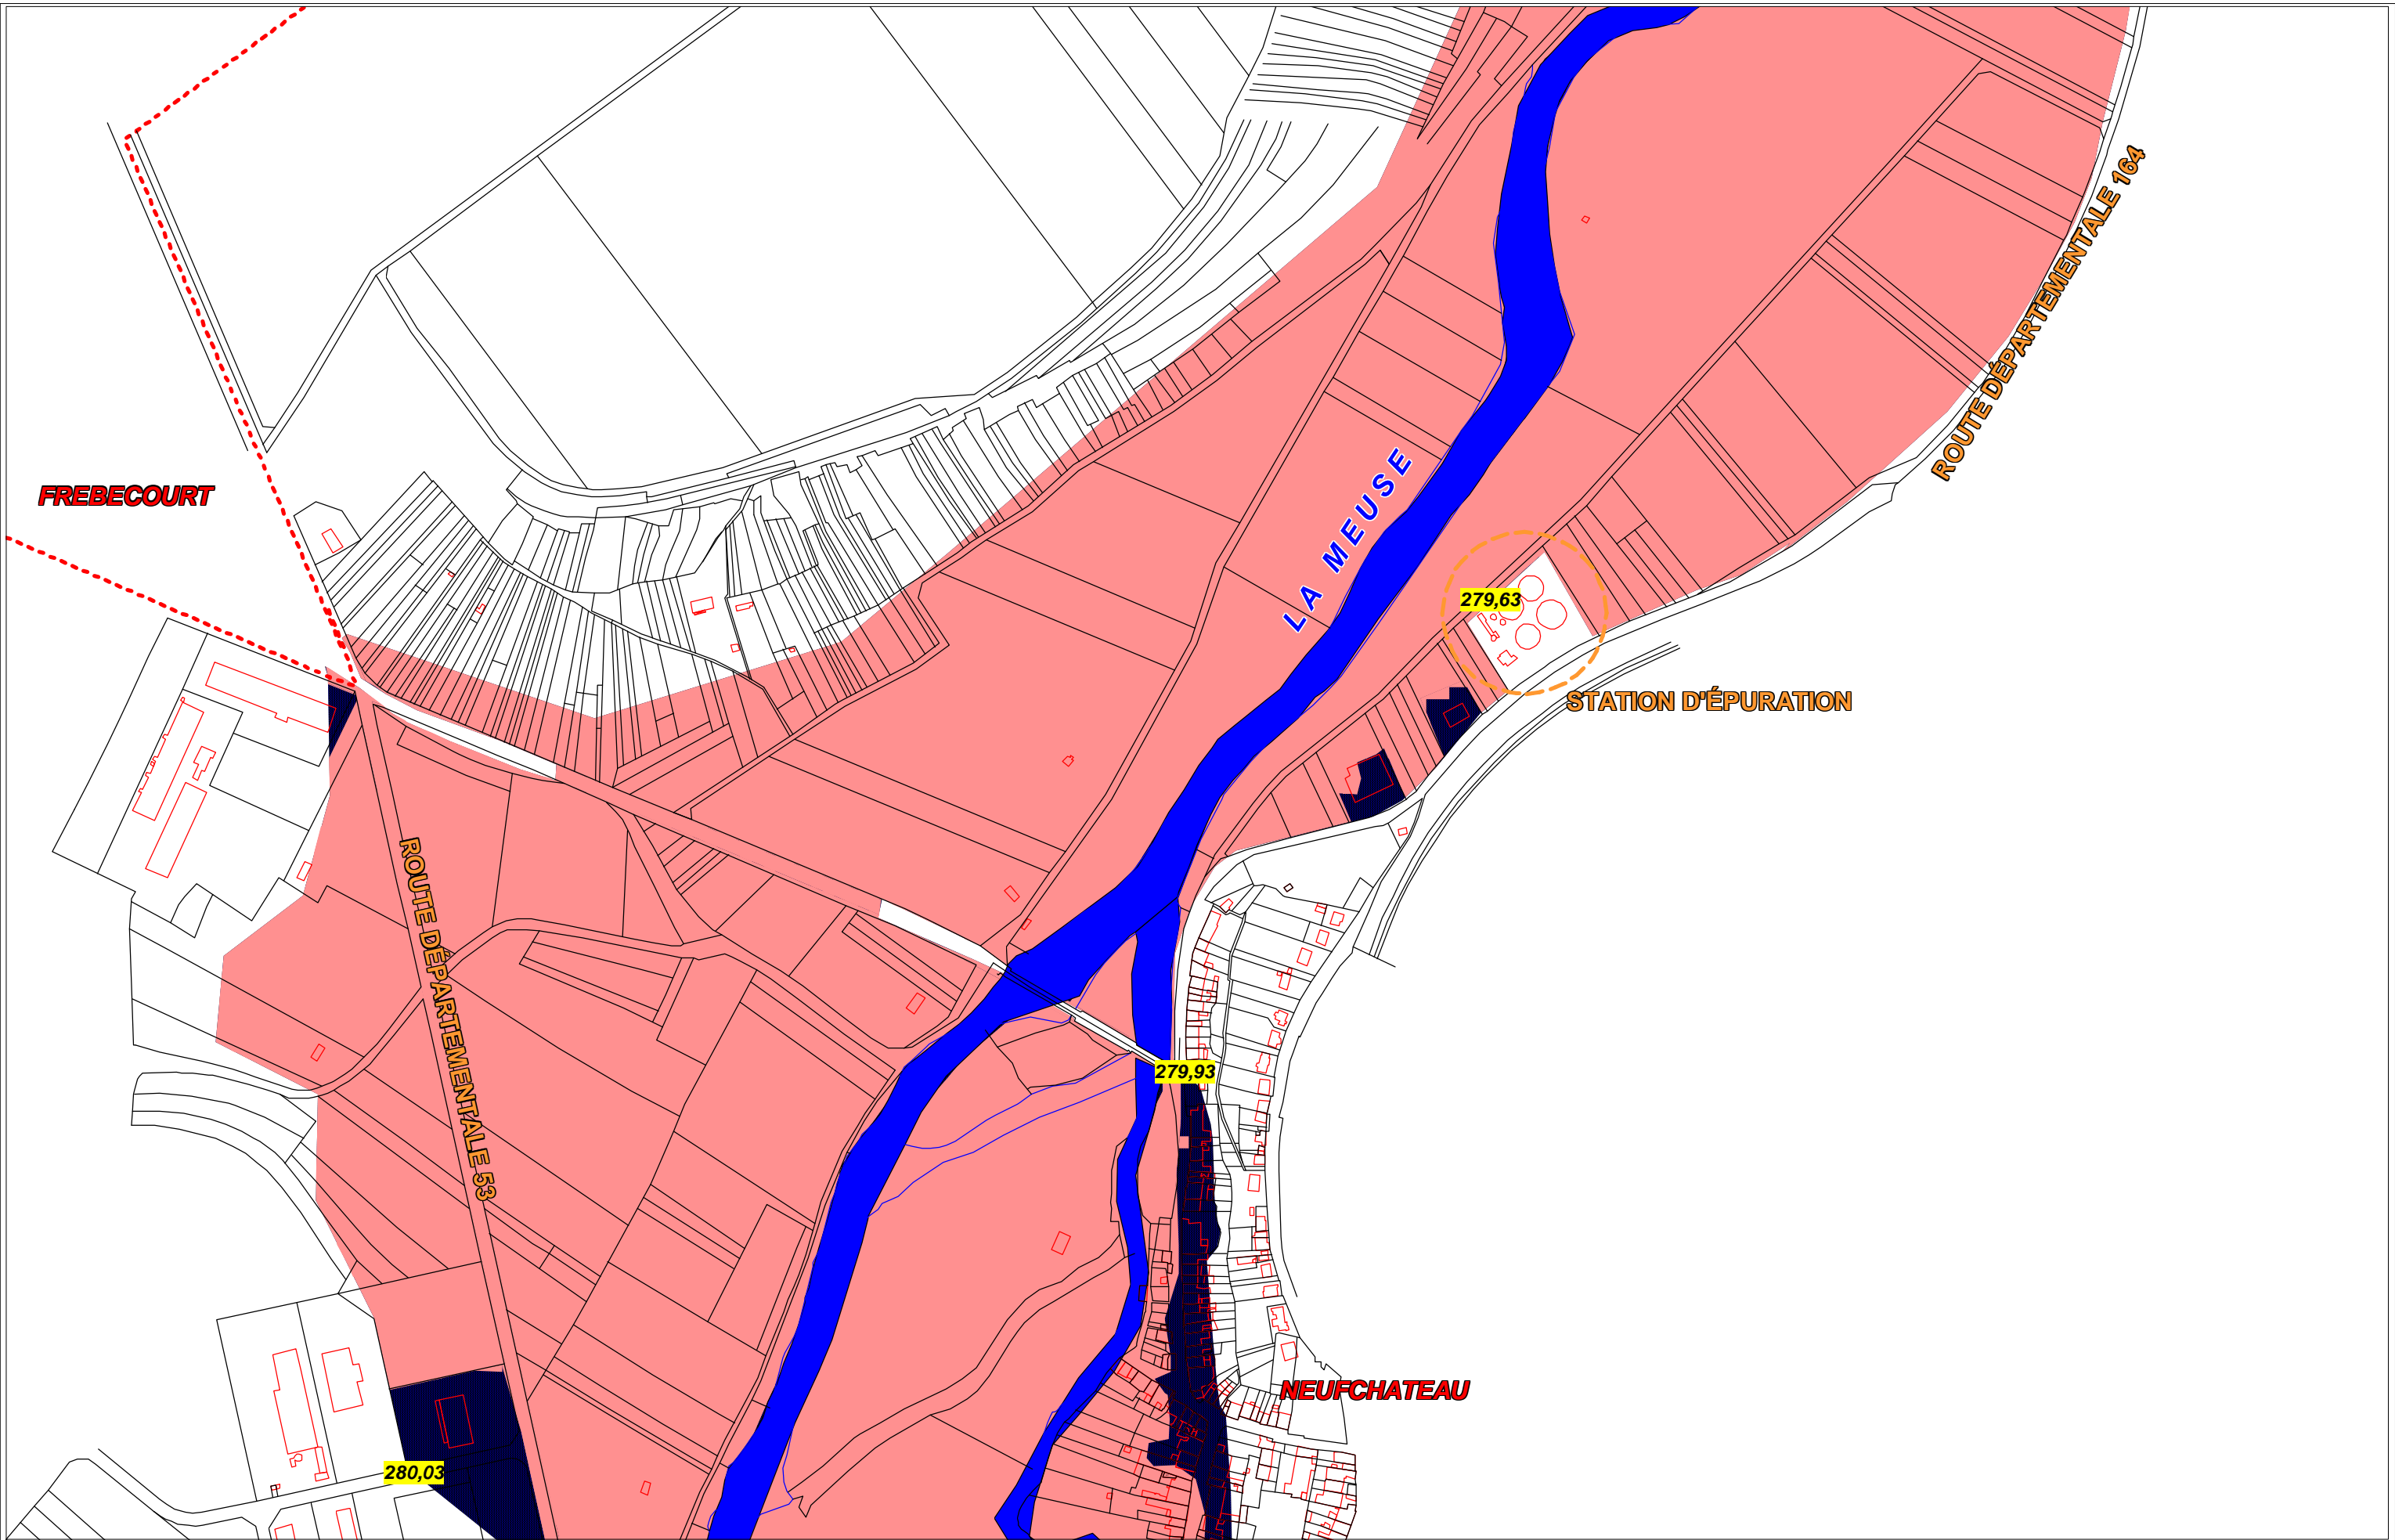 ROUTE DÉPARTEMENTALE 164
FREBECOURT
LA MEUSE
279,63
STATION D'ÉPURATION
ROUTE DÉPARTEMENTALE 53
279,93
NEUFCHATEAU
280,03